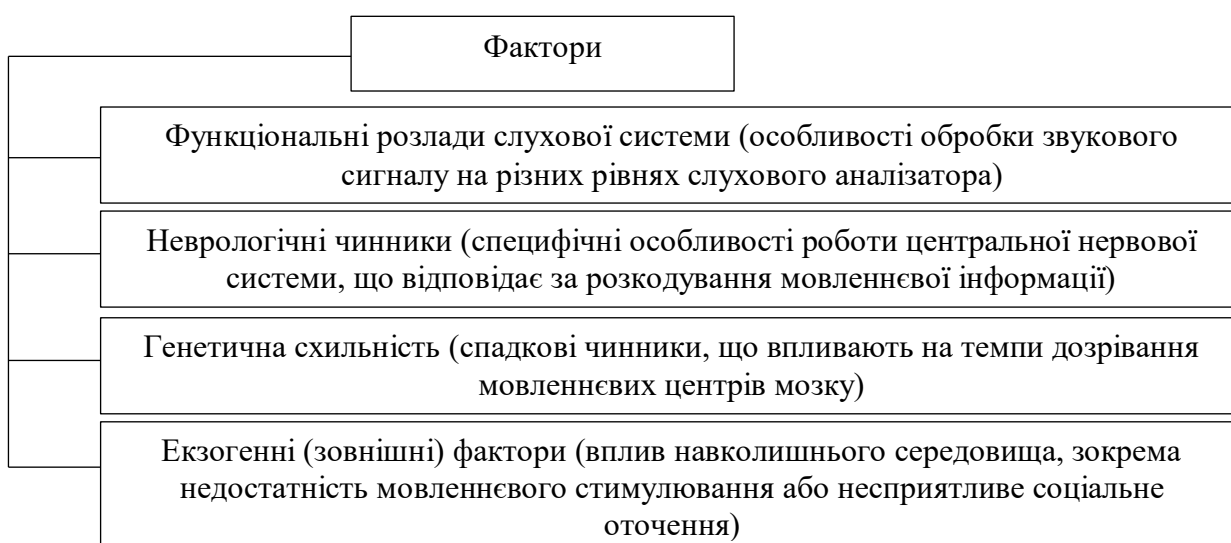 Фактори
Функціональні розлади слухової системи (особливості обробки звукового
сигналу на різних рівнях слухового аналізатора)
Неврологічні чинники (специфічні особливості роботи центральної нервової
системи, що відповідає за розкодування мовленнєвої інформації)
Генетична схильність (спадкові чинники, що впливають на темпи дозрівання
мовленнєвих центрів мозку)
Екзогенні (зовнішні) фактори (вплив навколишнього середовища, зокрема
недостатність мовленнєвого стимулювання або несприятливе соціальне
оточення)